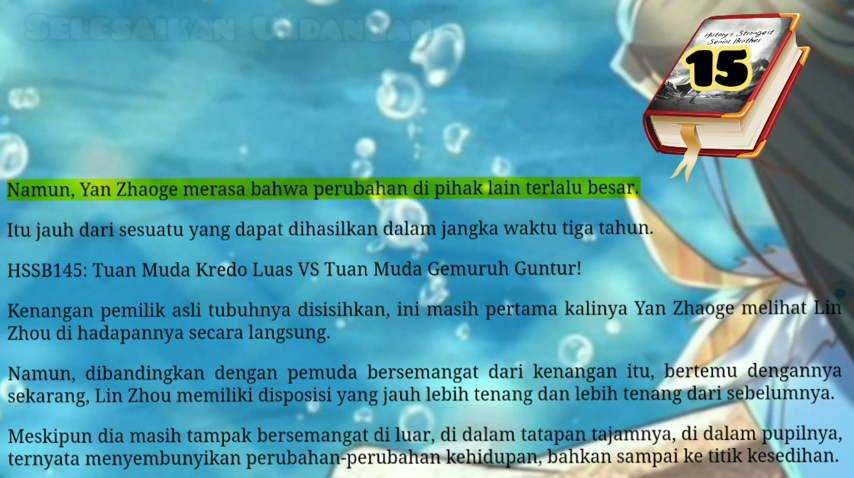 Selesaikan Undangan
History's Strongest
Senior Brother
15
Namun, Yan Zhaoge merasa bahwa perubahan di pihak lain terlalu besar.
Itu jauh dari sesuatu yang dapat dihasilkan dalam jangka waktu tiga tahun.
HSSB145: Tuan Muda Kredo Luas VS Tuan Muda Gemuruh Guntur!
Kenangan pemilik asli tubuhnya disisihkan, ini masih pertama kalinya Yan Zhaoge melihat Lin
Zhou di hadapannya secara langsung.
Namun, dibandingkan dengan pemuda bersemangat dari kenangan itu, bertemu dengannya
sekarang, Lin Zhou memiliki disposisi yang jauh lebih tenang dan lebih tenang dari sebelumnya.
Meskipun dia masih tampak bersemangat di luar, di dalam tatapan tajamnya, di dalam pupilnya,
ternyata menyembunyikan perubahan-perubahan kehidupan, bahkan sampai ke titik kesedihan.